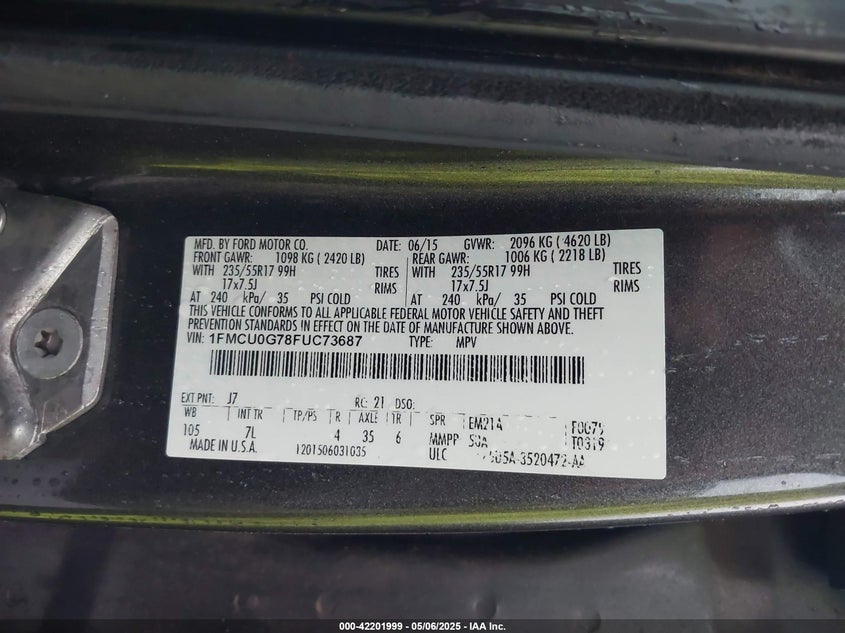 MFD. BY FORD MOTOR CO. DATE: 06/15 GVWR: 2096 KG ( 4620 LB)
FRONT GAWR: 1098 KG ( 2420 LB) REAR GAWR: 1006 KG ( 2218 LB)
WITH 235/55R17 99H TIRES WITH 235/55R17 99H TIRES
17x7.5J RIMS 17x7.5J RIMS
AT 240 kPa/ 35 PSI COLD AT 240 kPa/ 35 PSI COLD
THIS VEHICLE CONFORMS TO ALL APPLICABLE FEDERAL MOTOR VEHICLE SAFETY AND THEFT
PREVENTION STANDARDS IN EFFECT ON THE DATE OF MANUFACTURE SHOWN ABOVE.
VIN: 1FMCU0G78FUC73687 TYPE: MPV
EXT PNT: J7 RC: 21 DSO:
WB INT TR TP/PS R AXLE TR SPR EM21A
105 7L 4 35 6 MMPP T0319
MADE IN U.S.A. 1201506031035 ULC
000-42201999 — 05/06/2025 — IAA Inc.